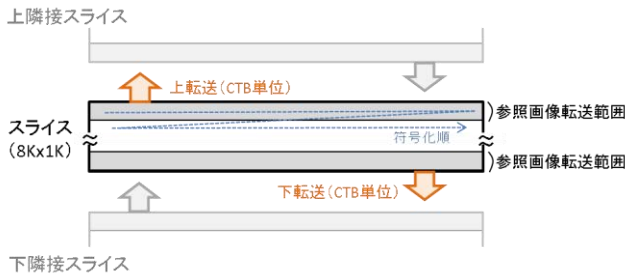 上隣接スライス
上転送(CTB単位)
参照画像転送範囲
スライス
(8Kx1K)
符号化順
参照画像転送範囲
下転送(CTB単位)
下隣接スライス